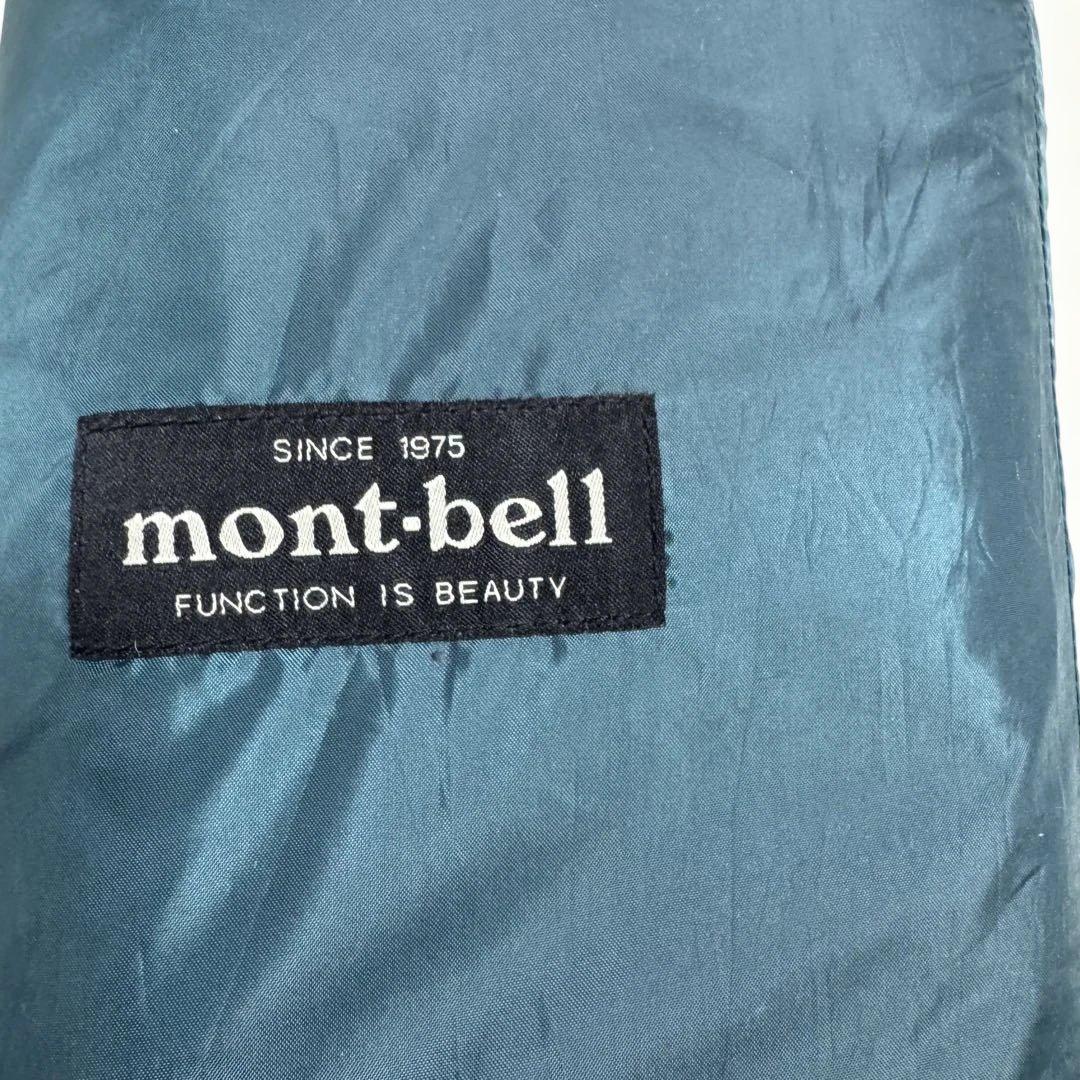 SINCE 1975
mont-bell
FUNCTION IS BEAUTY